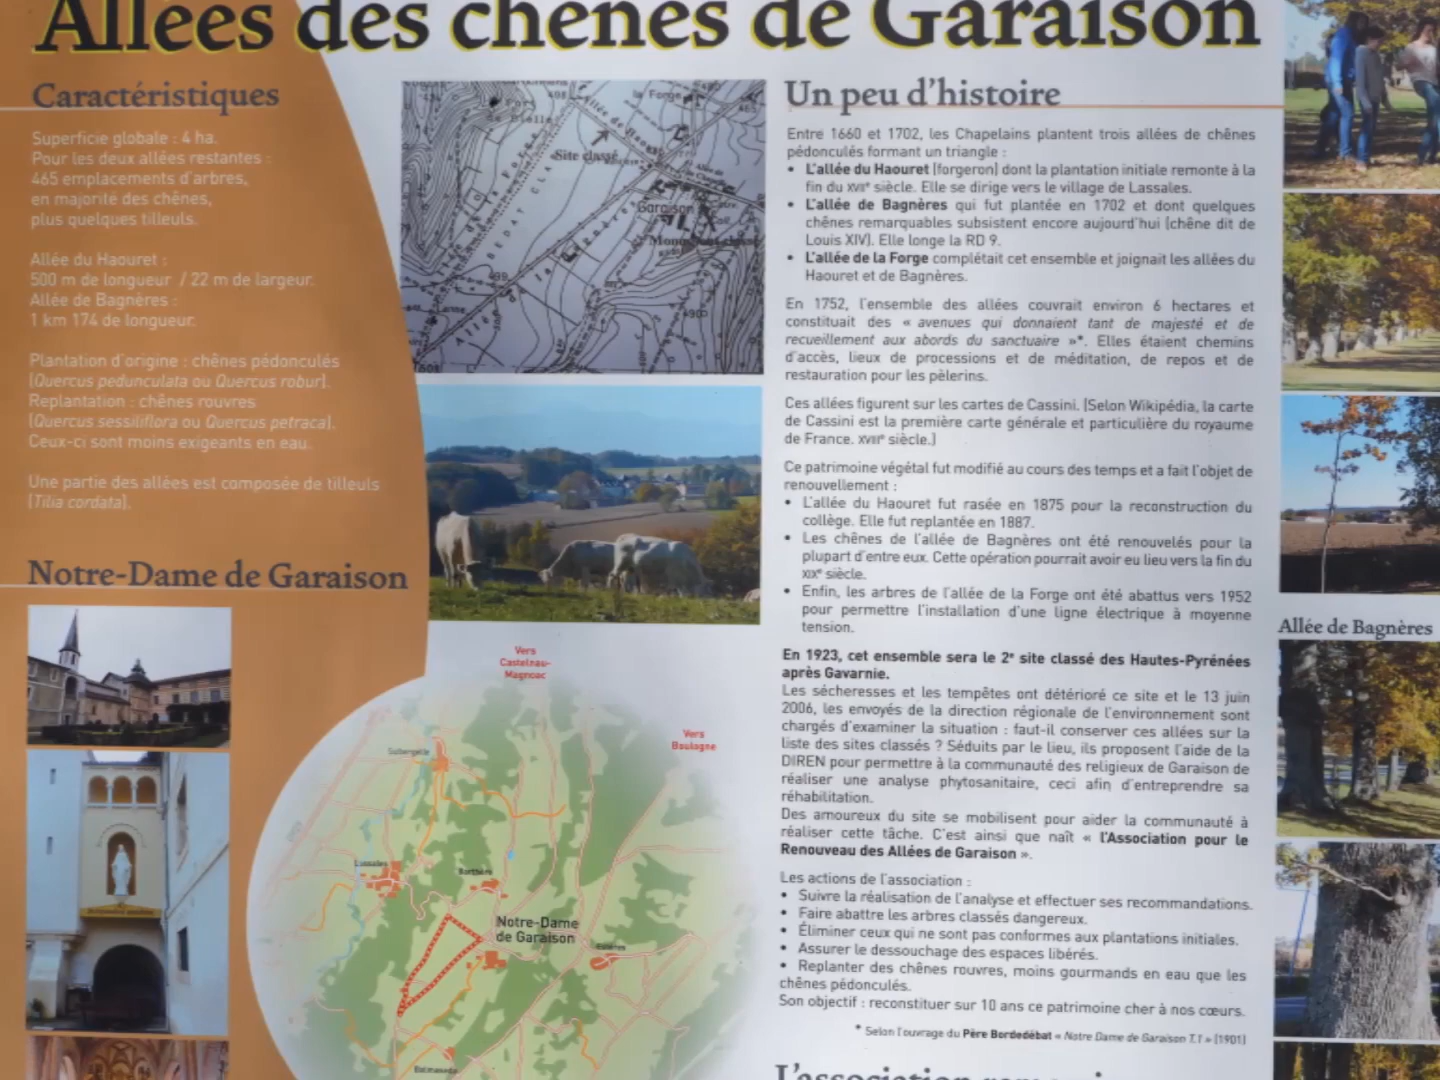 Allées des chênes de Garaison
Caractéristiques
Superficie globale : 4 ha.
Pour les deux allées restantes :
465 emplacements d'arbres,
en majorité des chênes,
plus quelques tilleuls.
Allée du Haouret :
500 m de longueur / 22 m de largeur.
Allée de Bagnères :
1 km 174 de longueur.
Plantation d'origine : chênes pédonculés
(Quercus pedunculata ou Quercus robur).
Replantation : chênes rouvres
(Quercus sessiliflora ou Quercus petraca).
Ceux-ci sont moins exigeants en eau.
Une partie des allées est composée de tilleuls
(Tilia cordata).
Notre-Dame de Garaison
la Forge
Site classé
Garaison
Monument classé
Vers
Castelnau-
Magnoac
Vers
Boulogne
Lassales
Notre-Dame
de Garaison
Un peu d'histoire
Entre 1660 et 1702, les Chapelains plantent trois allées de chênes
pédonculés formant un triangle :
• L'allée du Haouret (forgeron) dont la plantation initiale remonte à la
fin du XVIIe siècle. Elle se dirige vers le village de Lassales.
• L'allée de Bagnères qui fut plantée en 1702 et dont quelques
chênes remarquables subsistent encore aujourd'hui (chêne dit de
Louis XIV). Elle longe la RD 9.
• L'allée de la Forge complétait cet ensemble et joignait les allées du
Haouret et de Bagnères.
En 1752, l'ensemble des allées couvrait environ 6 hectares et
constituait des « avenues qui donnaient tant de majesté et de
recueillement aux abords du sanctuaire »*. Elles étaient chemins
d'accès, lieux de processions et de méditation, de repos et de
restauration pour les pèlerins.
Ces allées figurent sur les cartes de Cassini. (Selon Wikipédia, la carte
de Cassini est la première carte générale et particulière du royaume
de France. XVIIIe siècle.)
Ce patrimoine végétal fut modifié au cours des temps et a fait l'objet de
renouvellement :
• L'allée du Haouret fut rasée en 1875 pour la reconstruction du
collège. Elle fut replantée en 1887.
• Les chênes de l'allée de Bagnères ont été renouvelés pour la
plupart d'entre eux. Cette opération pourrait avoir eu lieu vers la fin du
XIXe siècle.
• Enfin, les arbres de l'allée de la Forge ont été abattus vers 1952
pour permettre l'installation d'une ligne électrique à moyenne
tension.
En 1923, cet ensemble sera le 2e site classé des Hautes-Pyrénées
après Gavarnie.
Les sécheresses et les tempêtes ont détérioré ce site et le 13 juin
2006, les envoyés de la direction régionale de l'environnement sont
chargés d'examiner la situation : faut-il conserver ces allées sur la
liste des sites classés ? Séduits par le lieu, ils proposent l'aide de la
DIREN pour permettre à la communauté des religieux de Garaison de
réaliser une analyse phytosanitaire, ceci afin d'entreprendre sa
réhabilitation.
Des amoureux du site se mobilisent pour aider la communauté à
réaliser cette tâche. C'est ainsi que naît « l'Association pour le
Renouveau des Allées de Garaison ».
Les actions de l'association :
• Suivre la réalisation de l'analyse et effectuer ses recommandations.
• Faire abattre les arbres classés dangereux.
• Éliminer ceux qui ne sont pas conformes aux plantations initiales.
• Assurer le dessouchage des espaces libérés.
• Replanter des chênes rouvres, moins gourmands en eau que les
chênes pédonculés.
Son objectif : reconstituer sur 10 ans ce patrimoine cher à nos cœurs.
* Selon l'ouvrage du Père Bordedébat « Notre Dame de Garaison T.1 » (1901)
Allée de Bagnères